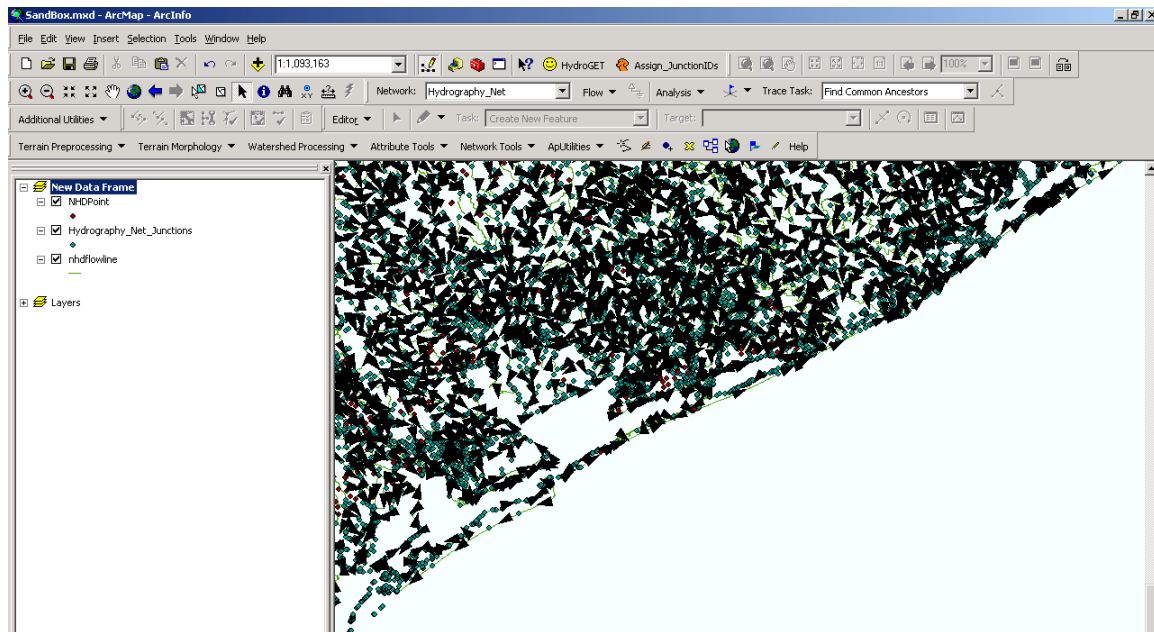 SandBox.mxd - ArcMap - ArcInfo
File Edit View Insert Selection Tools Window Help
1:1,093,163 HydroGET Assign_JunctionIDs 100%
Network: Hydrography_Net Flow Analysis Trace Task: Find Common Ancestors
Additional Utilities Editor Task: Create New Feature Target:
Terrain Preprocessing Terrain Morphology Watershed Processing Attribute Tools Network Tools ApUtilities Help
New Data Frame
NHDPoint
Hydrography_Net_Junctions
nhdflowline
Layers